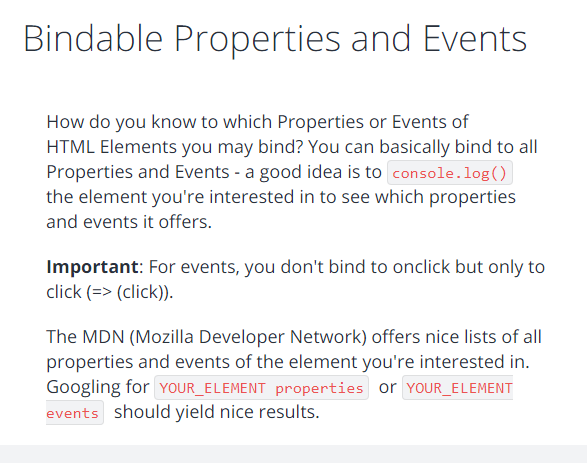 Bindable Properties and Events
How do you know to which Properties or Events of
HTML Elements you may bind? You can basically bind to all
Properties and Events - a good idea is to console.log()
the element you're interested in to see which properties
and events it offers.
Important: For events, you don't bind to onclick but only to
click (=> (click)).
The MDN (Mozilla Developer Network) offers nice lists of all
properties and events of the element you're interested in.
Googling for YOUR_ELEMENT properties or YOUR_ELEMENT
events should yield nice results.